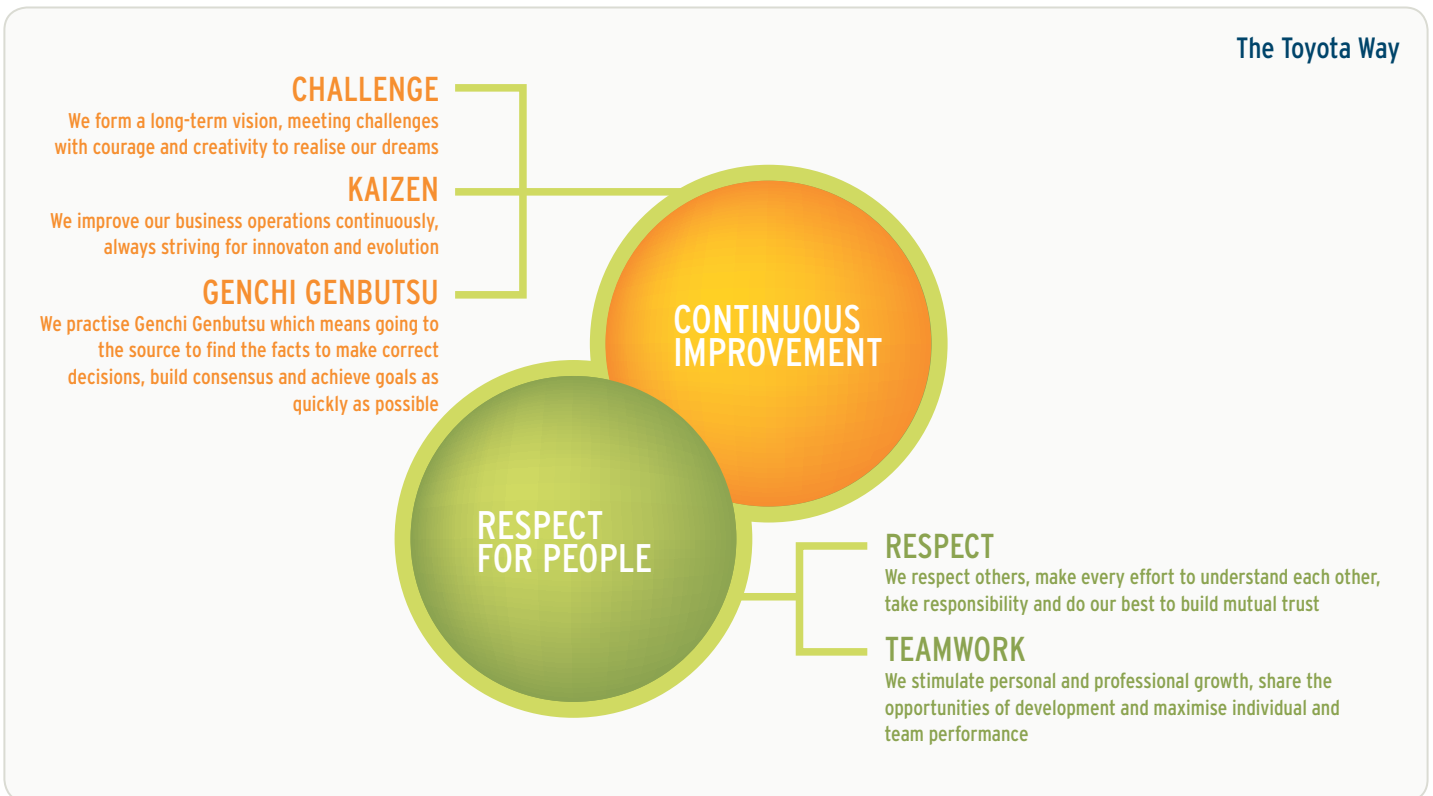 The Toyota Way
CHALLENGE
We form a long-term vision, meeting challenges
with courage and creativity to realise our dreams
KAIZEN
We improve our business operations continuously,
always striving for innovaton and evolution
GENCHI GENBUTSU
We practise Genchi Genbutsu which means going to
the source to find the facts to make correct
decisions, build consensus and achieve goals as
quickly as possible
CONTINUOUS
IMPROVEMENT
RESPECT
FOR PEOPLE
RESPECT
We respect others, make every effort to understand each other,
take responsibility and do our best to build mutual trust
TEAMWORK
We stimulate personal and professional growth, share the
opportunities of development and maximise individual and
team performance